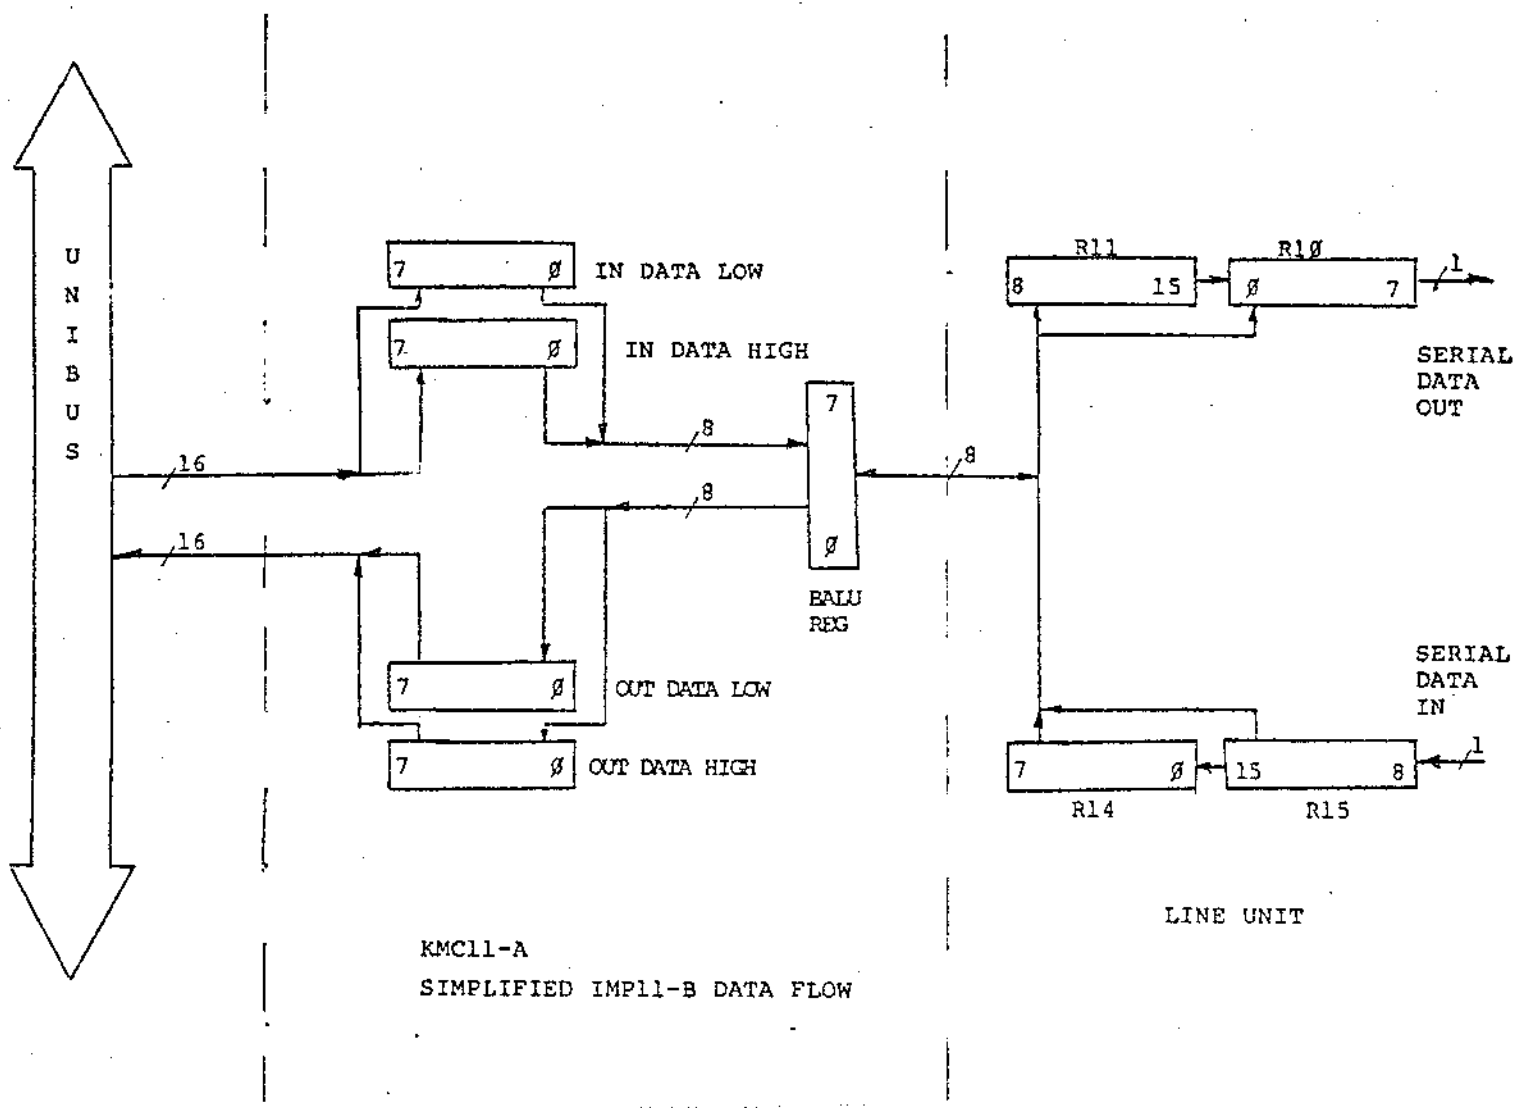 UNIBUS
7 Ø IN DATA LOW
7 Ø IN DATA HIGH
16
16
8
8
7
Ø
BALU
REG
8
7 Ø OUT DATA LOW
7 Ø OUT DATA HIGH
R11
8 15
R1Ø
Ø 7
1
SERIAL
DATA
OUT
SERIAL
DATA
IN
1
7 Ø
R14
15 8
R15
LINE UNIT
KMC11-A
SIMPLIFIED IMP11-B DATA FLOW